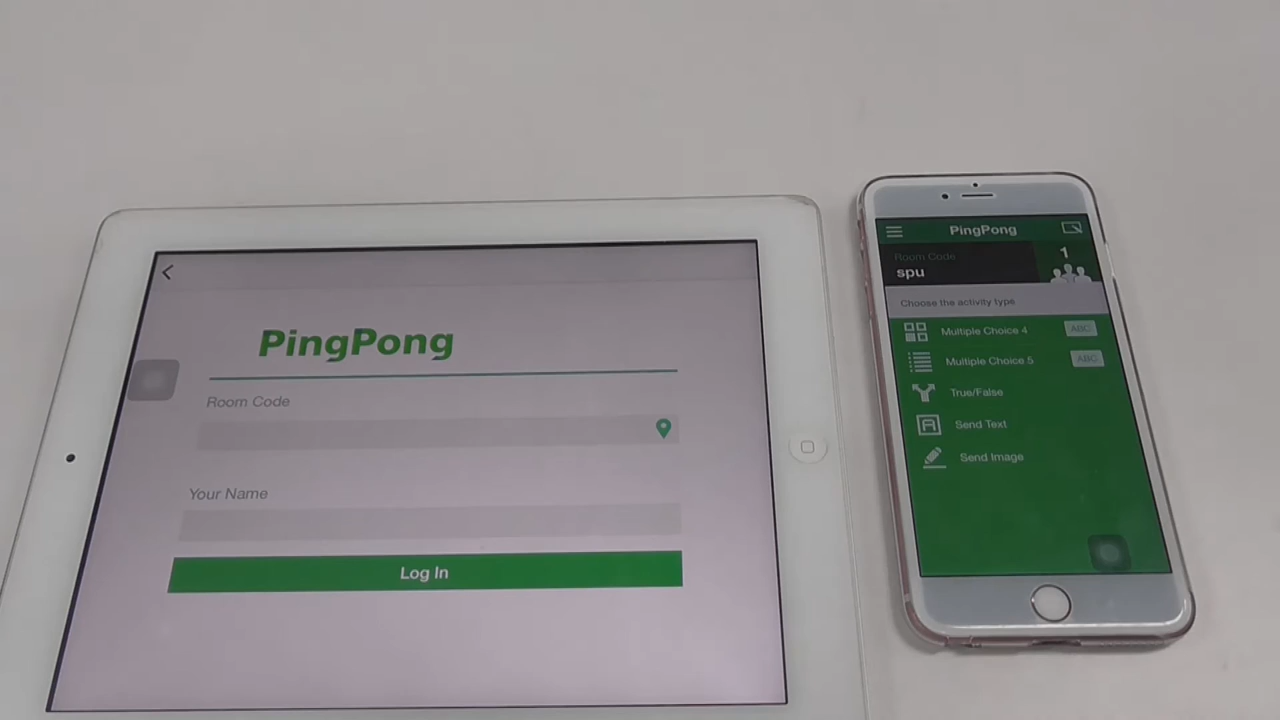 PingPong
Room Code
Your Name
Log In
PingPong
Room Code
spu
1
Choose the activity type
Multiple Choice 4
ABC
Multiple Choice 5
ABC
True/False
Send Text
Send Image